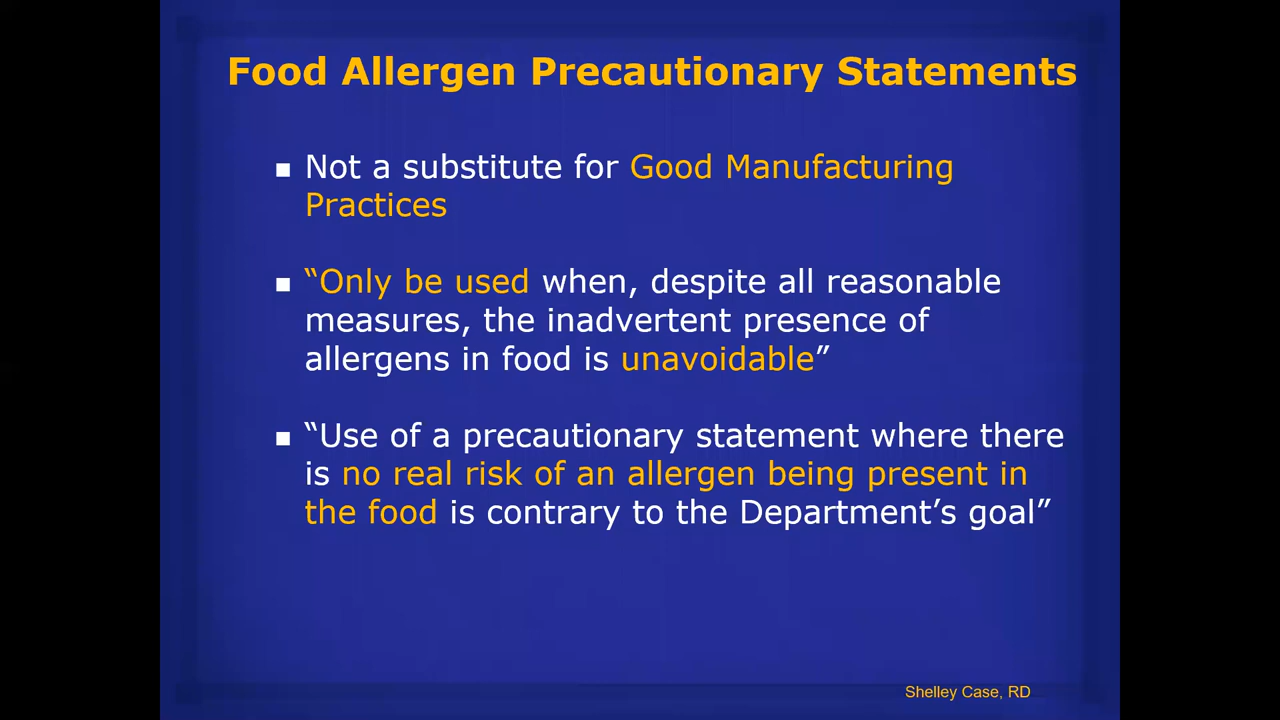 Food Allergen Precautionary Statements
▪ Not a substitute for Good Manufacturing
Practices
▪ “Only be used when, despite all reasonable
measures, the inadvertent presence of
allergens in food is unavoidable”
▪ “Use of a precautionary statement where there
is no real risk of an allergen being present in
the food is contrary to the Department’s goal”
Shelley Case, RD